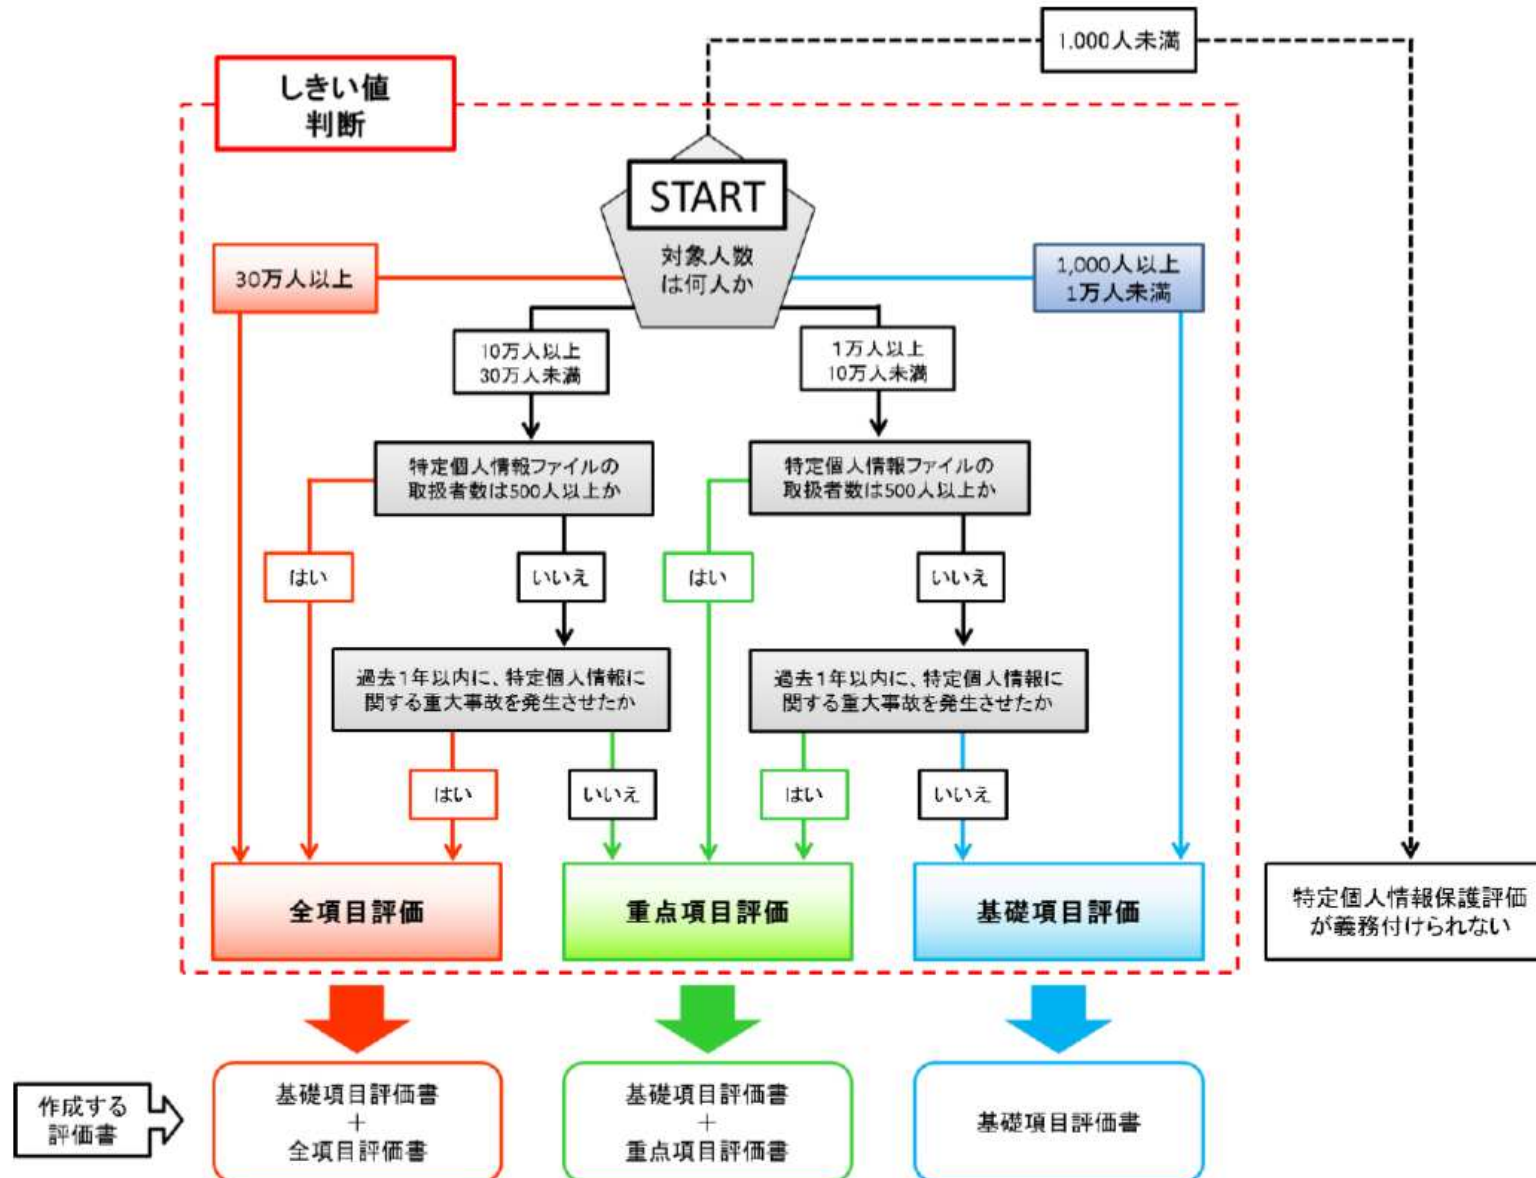 1,000人未満
しきい値
判断
START
対象人数
は何人か
30万人以上
1,000人以上
1万人未満
10万人以上
30万人未満
1万人以上
10万人未満
特定個人情報ファイルの
取扱者数は500人以上か
特定個人情報ファイルの
取扱者数は500人以上か
はい
いいえ
はい
いいえ
過去1年以内に、特定個人情報に
関する重大事故を発生させたか
過去1年以内に、特定個人情報に
関する重大事故を発生させたか
はい
いいえ
はい
いいえ
全項目評価
重点項目評価
基礎項目評価
特定個人情報保護評価
が義務付けられない
作成する
評価書
基礎項目評価書
+
全項目評価書
基礎項目評価書
+
重点項目評価書
基礎項目評価書